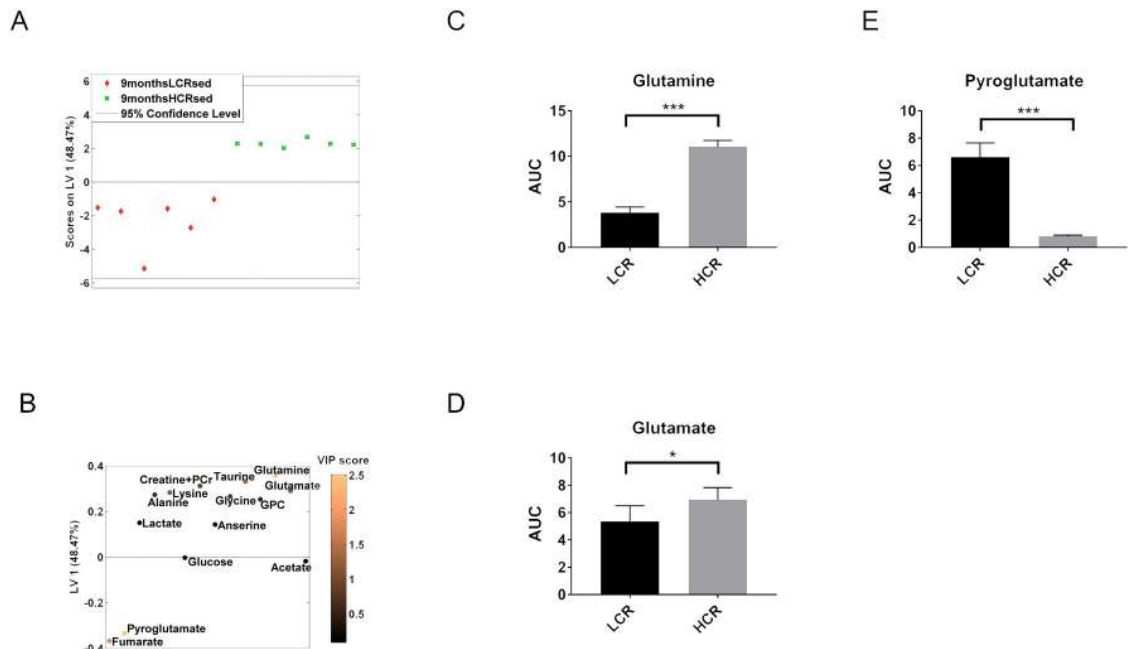 A
6
4
2
0
-2
-4
-6
Scores on LV 1 (48.47%)
9monthsLCRsed
9monthsHCRsed
95% Confidence Level
B
0.4
0.2
0
-0.2
-0.4
LV 1 (48.47%)
Creatine+PCr
Taurine
Glutamine
Lysine
Glutamate
Alanine
Glycine
GPC
Lactate
Anserine
Glucose
Acetate
Pyroglutamate
Fumarate
VIP score
2.5
2
1.5
1
0.5
C
Glutamine
***
15
10
5
0
AUC
LCR
HCR
D
Glutamate
*
10
8
6
4
2
0
AUC
LCR
HCR
E
Pyroglutamate
***
10
8
6
4
2
0
AUC
LCR
HCR